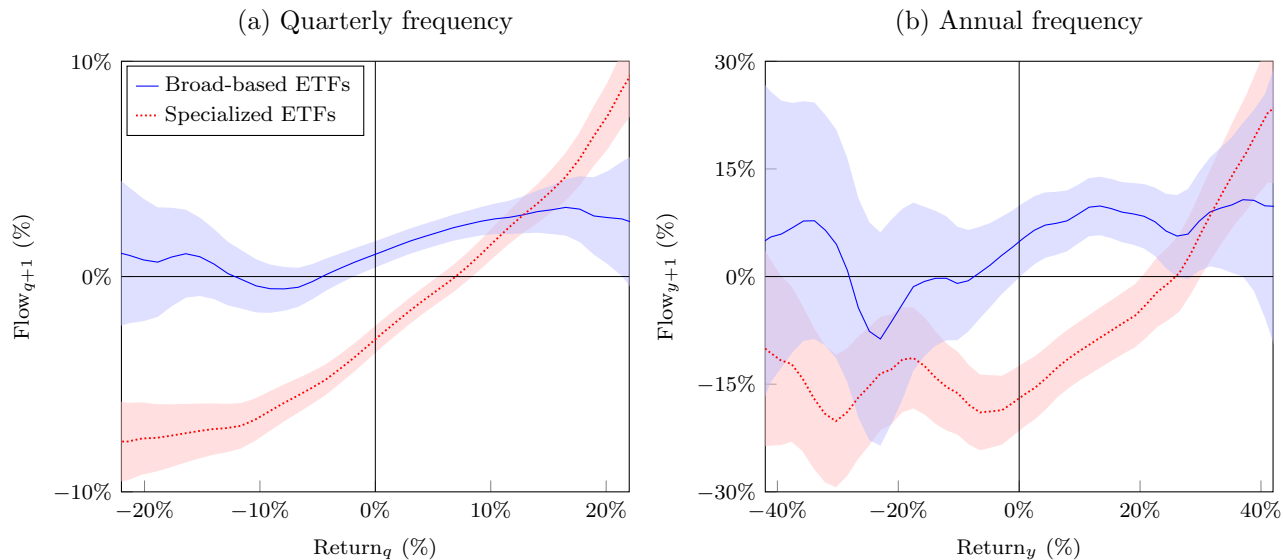 (a) Quarterly frequency
10%
0%
−10%
Flow_{q+1} (%)
Broad-based ETFs
Specialized ETFs
−20% −10% 0% 10% 20%
Return_q (%)
(b) Annual frequency
30%
15%
0%
−15%
−30%
Flow_{y+1} (%)
−40% −20% 0% 20% 40%
Return_y (%)